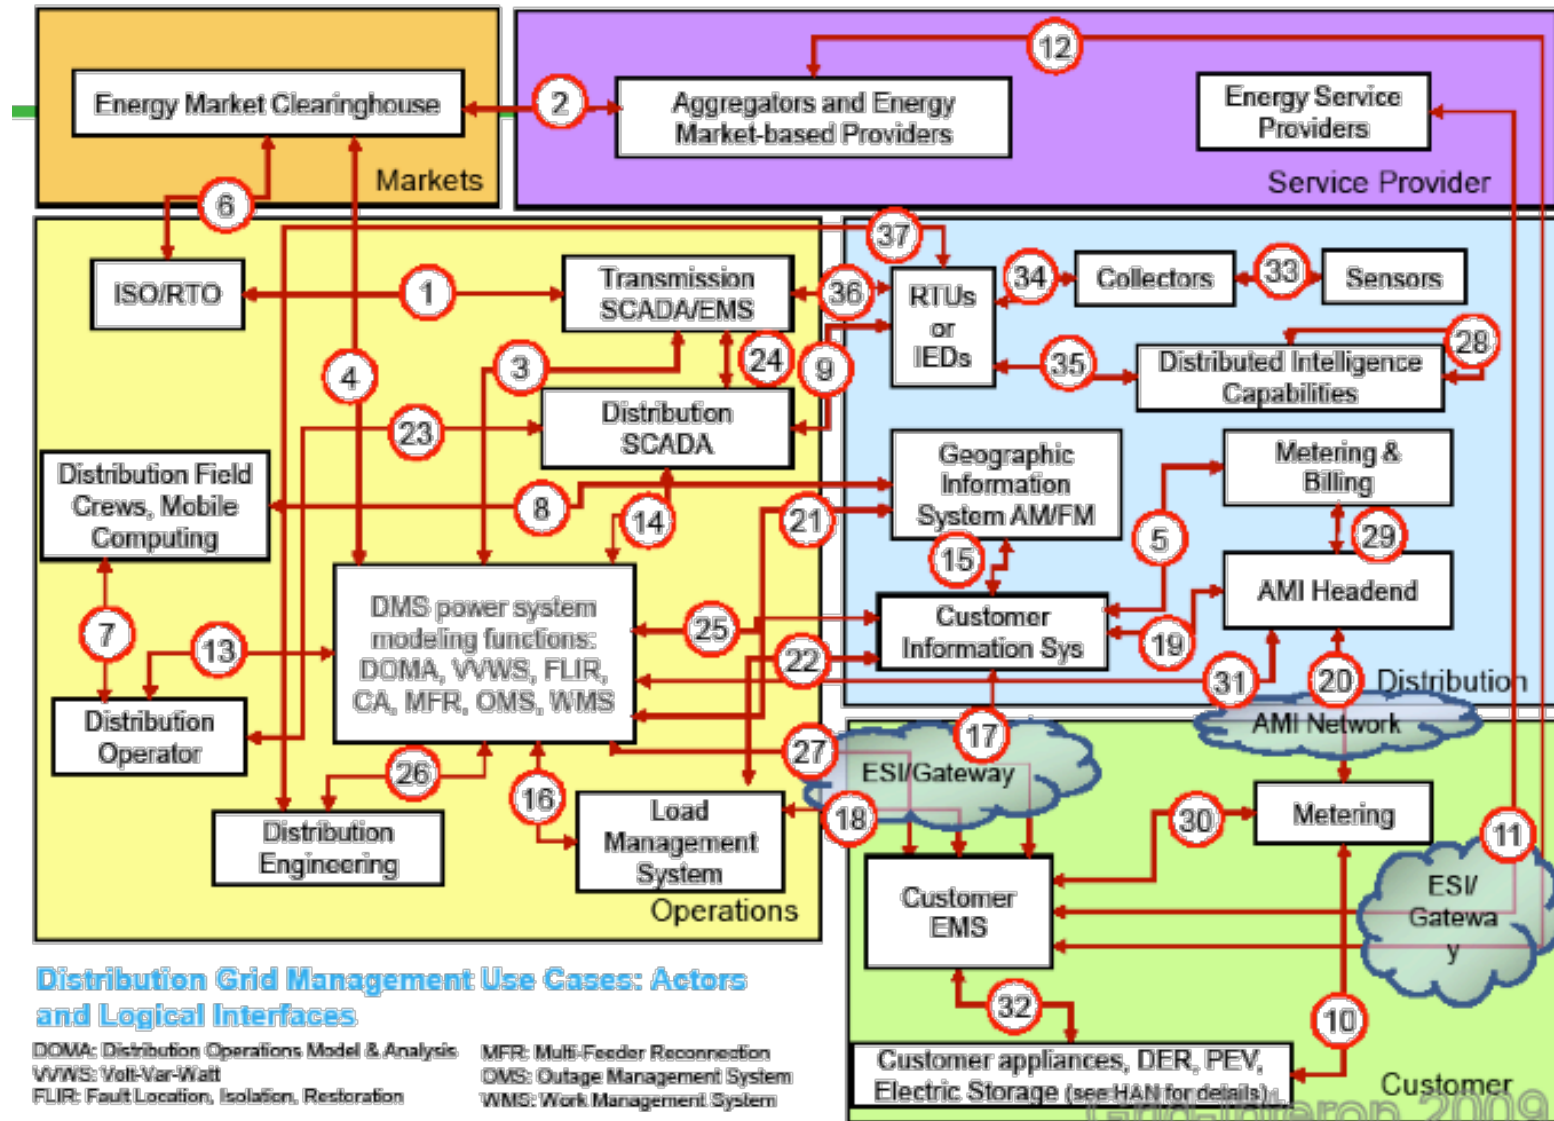 12
Energy Market Clearinghouse
2
Aggregators and Energy
Market-based Providers
Energy Service
Providers
Markets
Service Provider
6
37
ISO/RTO
1
Transmission
SCADA/EMS
36
RTUs
or
IEDs
34
Collectors
33
Sensors
4
3
24
9
35
Distributed Intelligence
Capabilities
28
23
Distribution
SCADA
Distribution Field
Crews, Mobile
Computing
8
14
21
Geographic
Information
System AM/FM
Metering &
Billing
5
29
15
AMI Headend
DMS power system
modeling functions:
DOMA, VVWS, FLIR,
CA, MFR, OMS, WMS
7
13
25
22
Customer
Information Sys
19
31
20
Distribution
Distribution
Operator
26
16
27
17
ESI/Gateway
AMI Network
18
Distribution
Engineering
Load
Management
System
Operations
30
Metering
11
ESI/
Gatewa
y
Customer
EMS
32
10
Customer appliances, DER, PEV,
Electric Storage (see HAN for details)
Customer
Grid-Interop 2009
Distribution Grid Management Use Cases: Actors
and Logical Interfaces
DOMA: Distribution Operations Model & Analysis
VVWS: Volt-Var-Watt
FLIR: Fault Location, Isolation, Restoration
MFR: Multi-Feeder Reconnection
OMS: Outage Management System
WMS: Work Management System